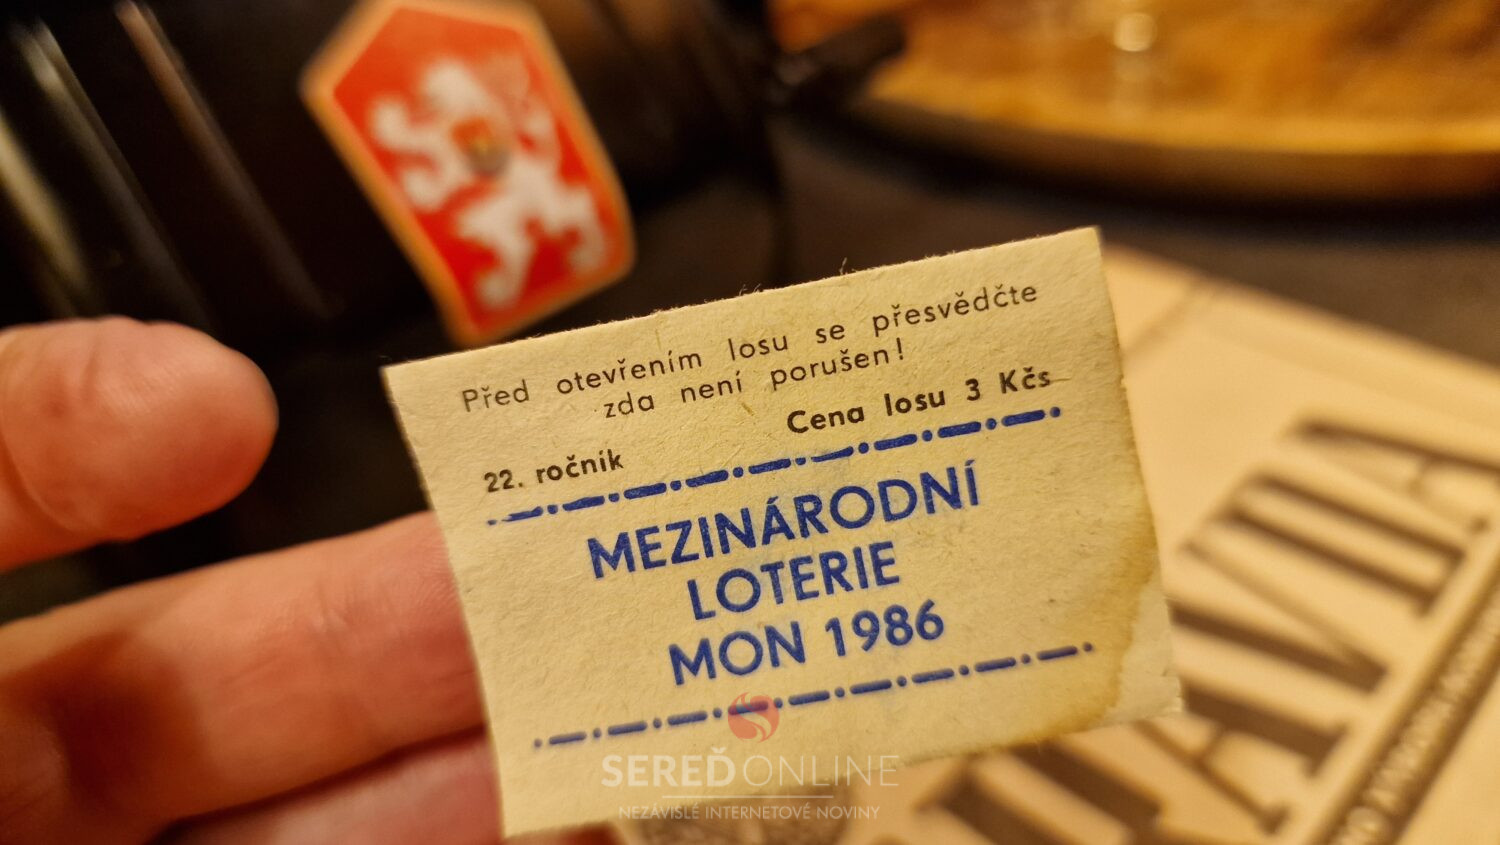 Před otevřením losu se přesvědčte
zda není porušen!
Cena losu 3 Kčs
22. ročník
MEZINÁRODNÍ
LOTERIE
MON 1986
SEREĎONLINE
NEZÁVISLÉ INTERNETOVÉ NOVINY